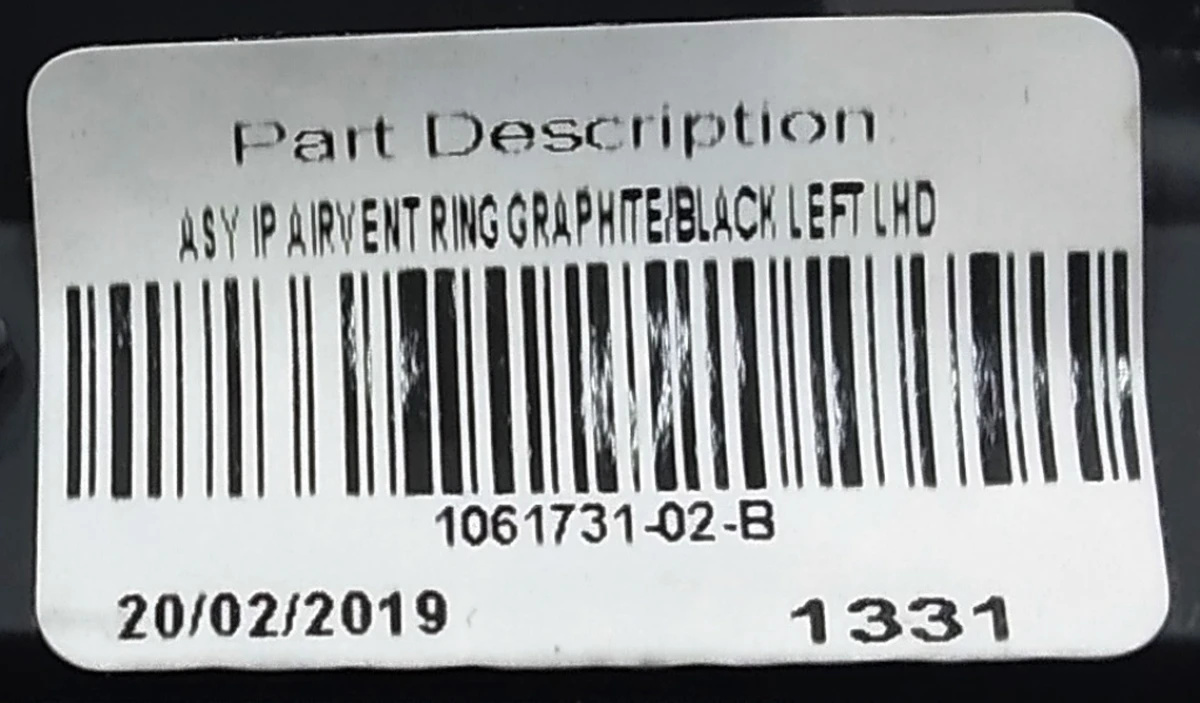 Part Description
ASY IP AIRVENT RING GRAPHITE/BLACK LEFT LHD
1061731-02-B
20/02/2019 1331